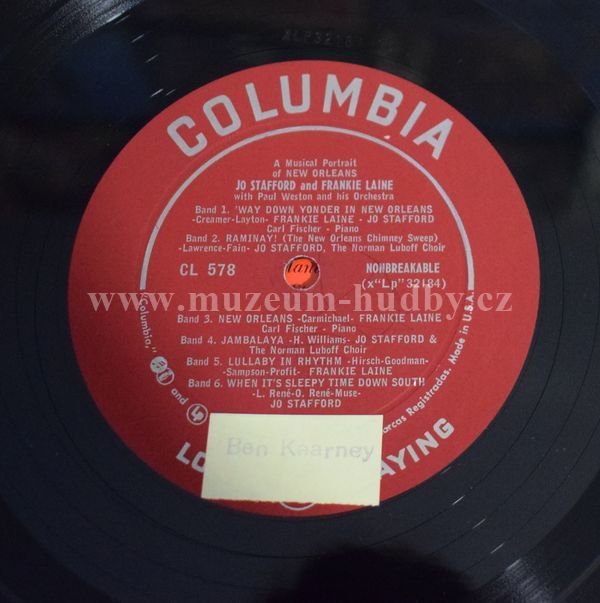 COLUMBIA
A Musical Portrait
of NEW ORLEANS
JO STAFFORD and FRANKIE LAINE
with Paul Weston and his Orchestra
Band 1. 'WAY DOWN YONDER IN NEW ORLEANS
-Creamer-Layton- FRANKIE LAINE - JO STAFFORD
Carl Fischer - Piano
Band 2. RAMINAY! (The New Orleans Chimney Sweep)
-Lawrence-Fain- JO STAFFORD, The Norman Luboff Choir
CL 578
NONBREAKABLE
(x"Lp"32184)
www.muzeum-hudby.cz
Band 3. NEW ORLEANS -Carmichael- FRANKIE LAINE
Carl Fischer - Piano
Band 4. JAMBALAYA -H. Williams- JO STAFFORD &
The Norman Luboff Choir
Band 5. LULLABY IN RHYTHM -Hirsch-Goodman-
-Sampson-Profit- FRANKIE LAINE
Band 6. WHEN IT'S SLEEPY TIME DOWN SOUTH
-L. René-O. René-Muse-
JO STAFFORD
"Columbia," and
Marcas Registradas. Made in U.S.A.
Ben Kearney